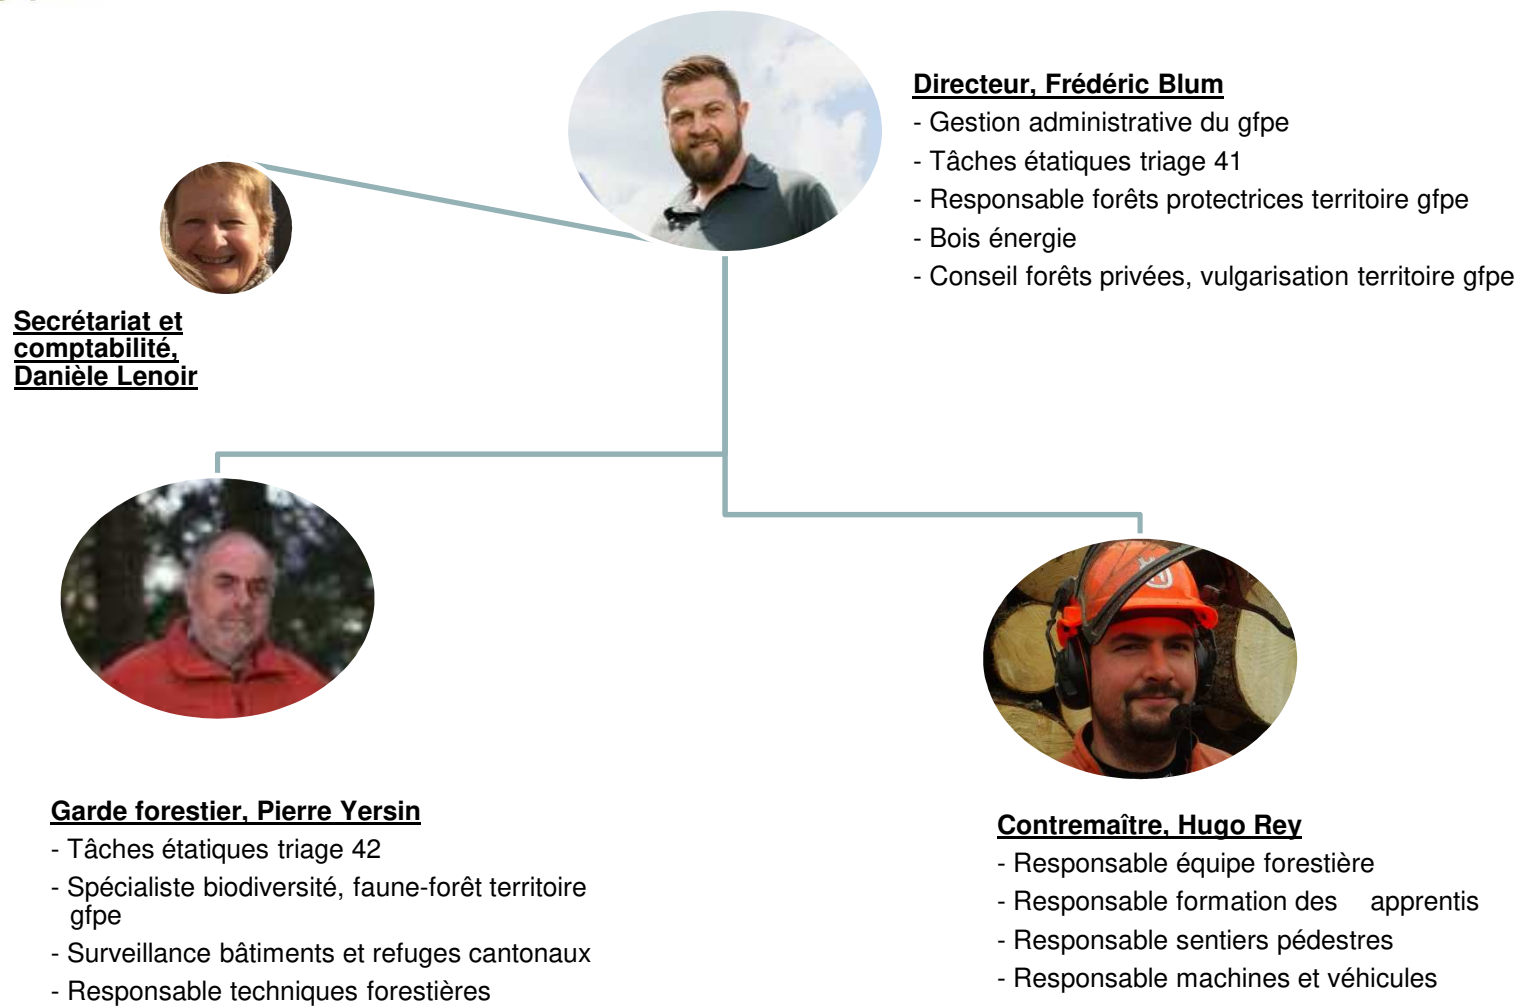 Directeur, Frédéric Blum
- Gestion administrative du gfpe
- Tâches étatiques triage 41
- Responsable forêts protectrices territoire gfpe
- Bois énergie
- Conseil forêts privées, vulgarisation territoire gfpe
Secrétariat et
comptabilité,
Danièle Lenoir
Garde forestier, Pierre Yersin
- Tâches étatiques triage 42
- Spécialiste biodiversité, faune-forêt territoire
gfpe
- Surveillance bâtiments et refuges cantonaux
- Responsable techniques forestières
Contremaître, Hugo Rey
- Responsable équipe forestière
- Responsable formation des apprentis
- Responsable sentiers pédestres
- Responsable machines et véhicules